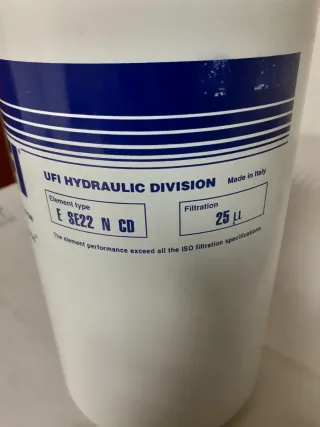 UFI HYDRAULIC DIVISION Made in Italy
Element type
E SE22 N CD
Filtration
25 µ
The element performance exceed all the ISO filtration specifications.